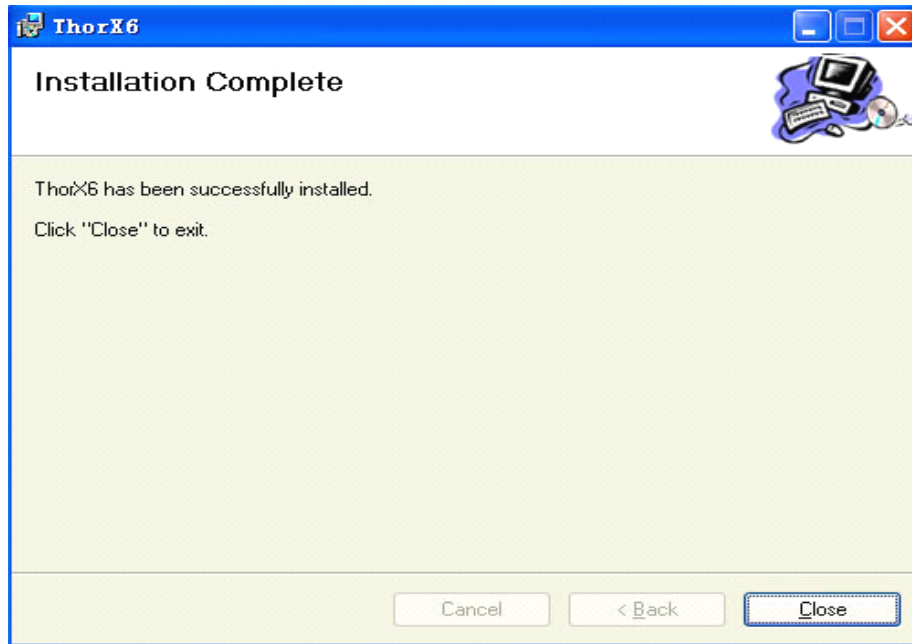 ThorX6
Installation Complete
ThorX6 has been successfully installed.
Click "Close" to exit.
Cancel
< Back
Close